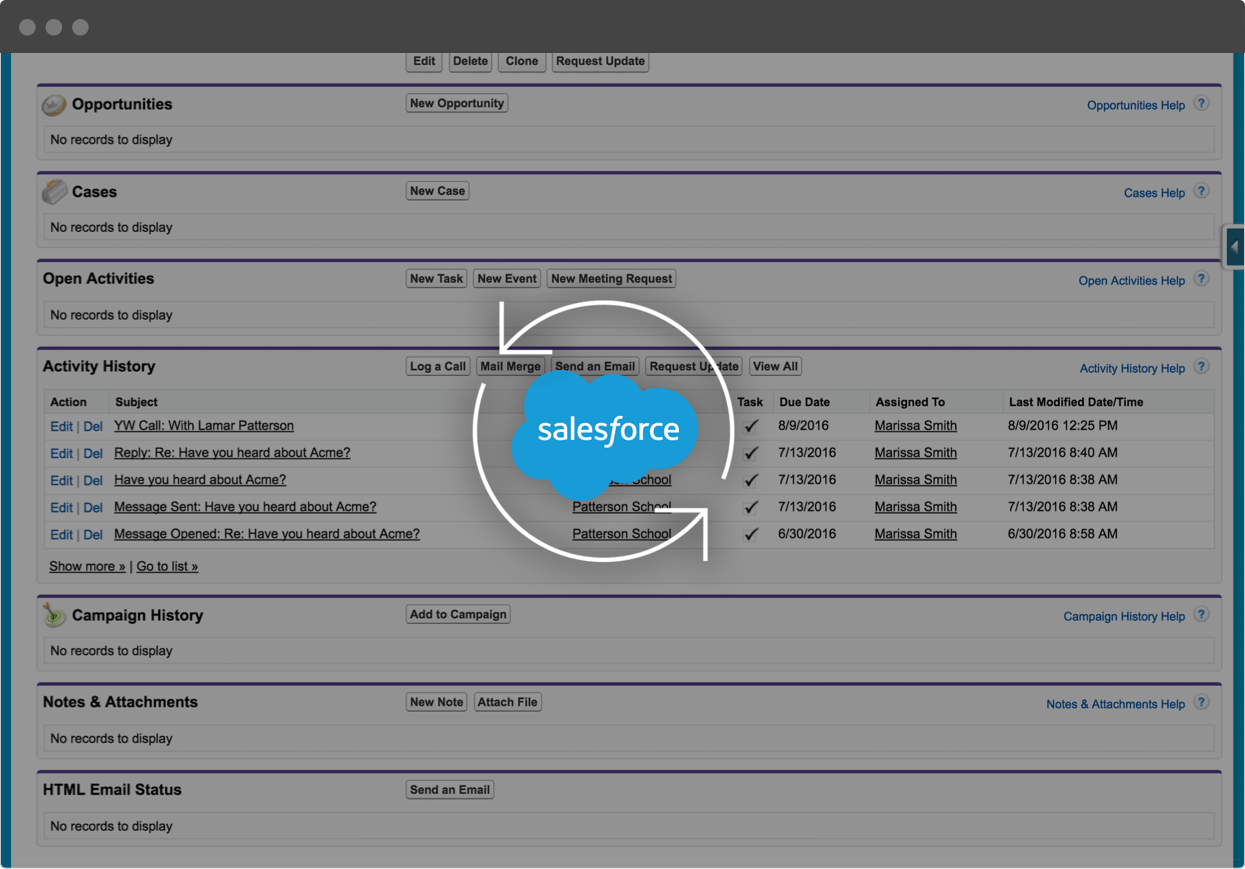 Edit Delete Clone Request Update
Opportunities New Opportunity Opportunities Help ?
No records to display
Cases New Case Cases Help ?
No records to display
Open Activities New Task New Event New Meeting Request Open Activities Help ?
No records to display
Activity History Log a Call Mail Merge Send an Email Request Update View All Activity History Help ?
Action Subject Task Due Date Assigned To Last Modified Date/Time
Edit | Del YW Call: With Lamar Patterson 8/9/2016 Marissa Smith 8/9/2016 12:25 PM
salesforce
Edit | Del Reply: Re: Have you heard about Acme? 7/13/2016 Marissa Smith 7/13/2016 8:40 AM
Edit | Del Have you heard about Acme? School 7/13/2016 Marissa Smith 7/13/2016 8:38 AM
Edit | Del Message Sent: Have you heard about Acme? Patterson School 7/13/2016 Marissa Smith 7/13/2016 8:38 AM
Edit | Del Message Opened: Re: Have you heard about Acme? Patterson School 6/30/2016 Marissa Smith 6/30/2016 8:58 AM
Show more » | Go to list »
Campaign History Add to Campaign Campaign History Help ?
No records to display
Notes & Attachments New Note Attach File Notes & Attachments Help ?
No records to display
HTML Email Status Send an Email
No records to display